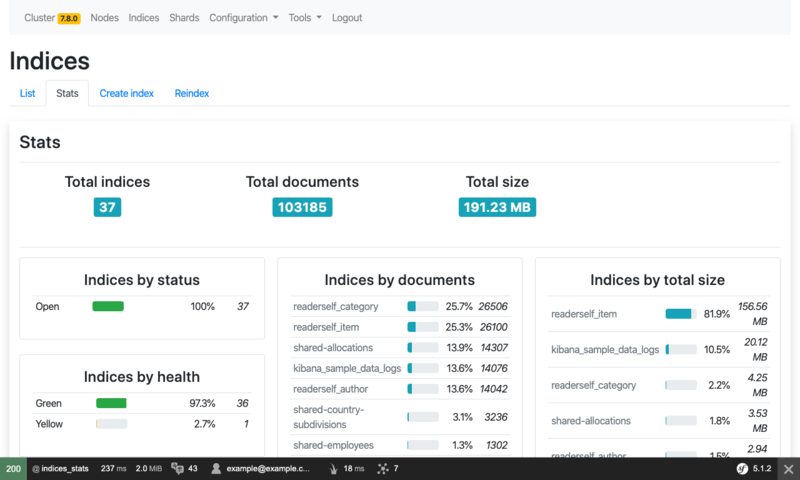 Cluster 7.8.0 Nodes Indices Shards Configuration Tools Logout
Indices
List Stats Create index Reindex
Stats
Total indices Total documents Total size
37 103185 191.23 MB
Indices by status
Open 100% 37
Indices by health
Green 97.3% 36
Yellow 2.7% 1
Indices by documents
readerself_category 25.7% 26506
readerself_item 25.3% 26100
shared-allocations 13.9% 14307
kibana_sample_data_logs 13.6% 14076
readerself_author 13.6% 14042
shared-country-
subdivisions 3.1% 3236
shared-employees 1.3% 1302
Indices by total size
readerself_item 81.9% 156.56
MB
kibana_sample_data_logs 10.5% 20.12
MB
readerself_category 2.2% 4.25
MB
shared-allocations 1.8% 3.53
MB
readerself_author 1.5% 2.94
200 @ indices_stats 237 ms 2.0 MiB 43 example@example.c... 18 ms 7 sf 5.1.2